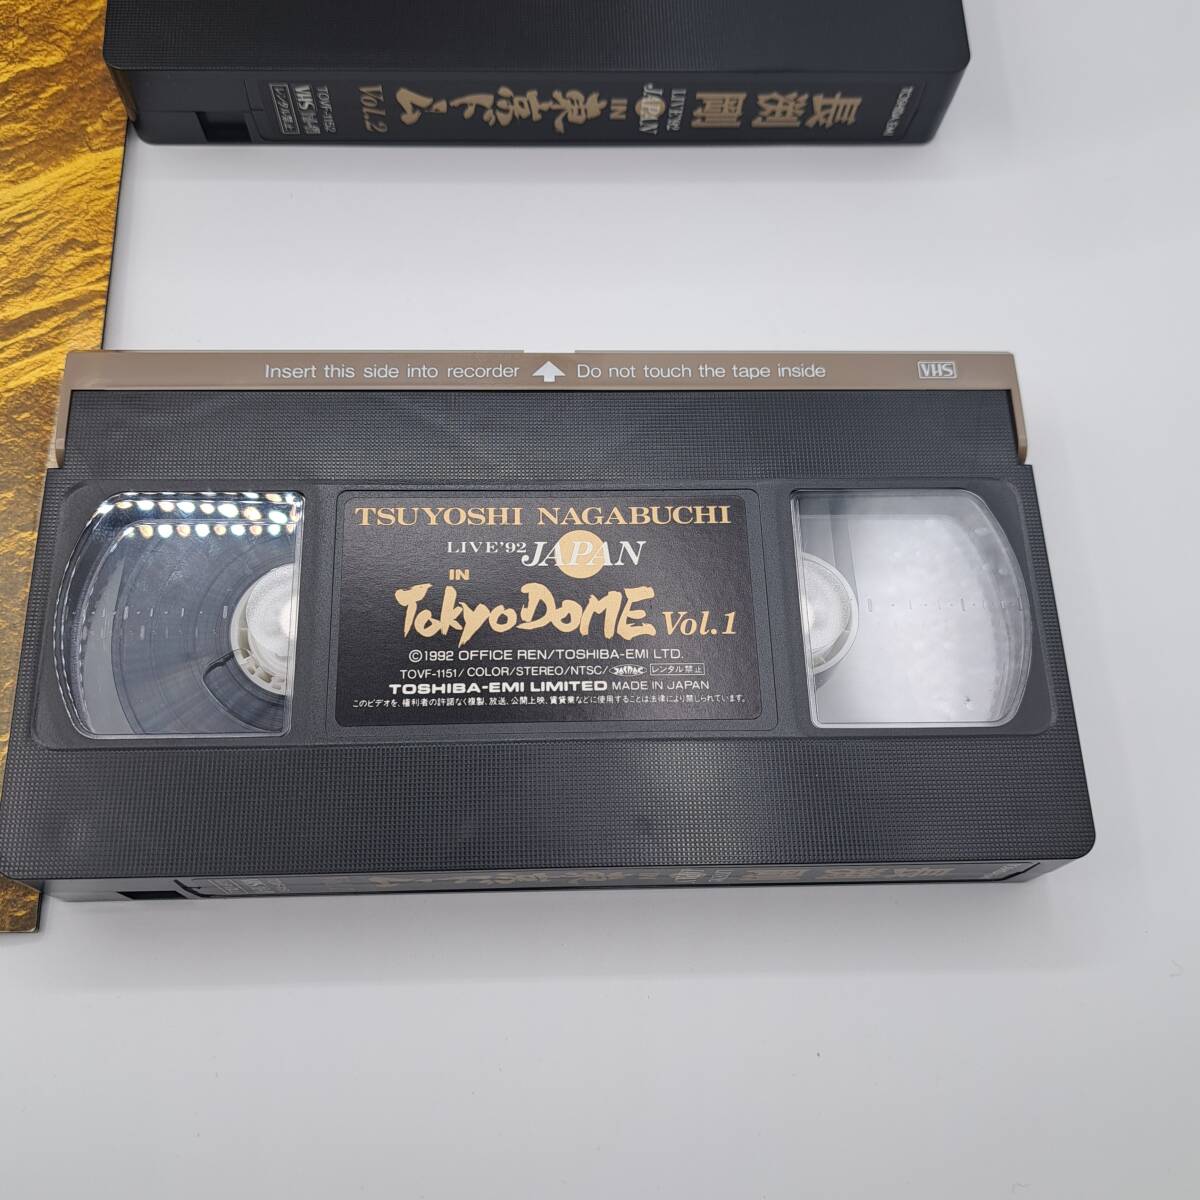 TOSHIBA-EMI
長渕 剛
LIVE'92
JAPAN
IN
東京ドーム
Vol.2
TOVF-1152
VHS
レンタル禁止
Insert this side into recorder Do not touch the tape inside VHS
TSUYOSHI NAGABUCHI
LIVE'92 JAPAN
IN
Tokyo DOME Vol.1
©1992 OFFICE REN/TOSHIBA-EMI LTD.
TOVF-1151/ COLOR/STEREO/NTSC/ レンタル禁止
TOSHIBA-EMI LIMITED MADE IN JAPAN
このビデオを、権利者の許諾なく複製、放送、公開上映、賃貸業などに使用することは法律により禁じられています。